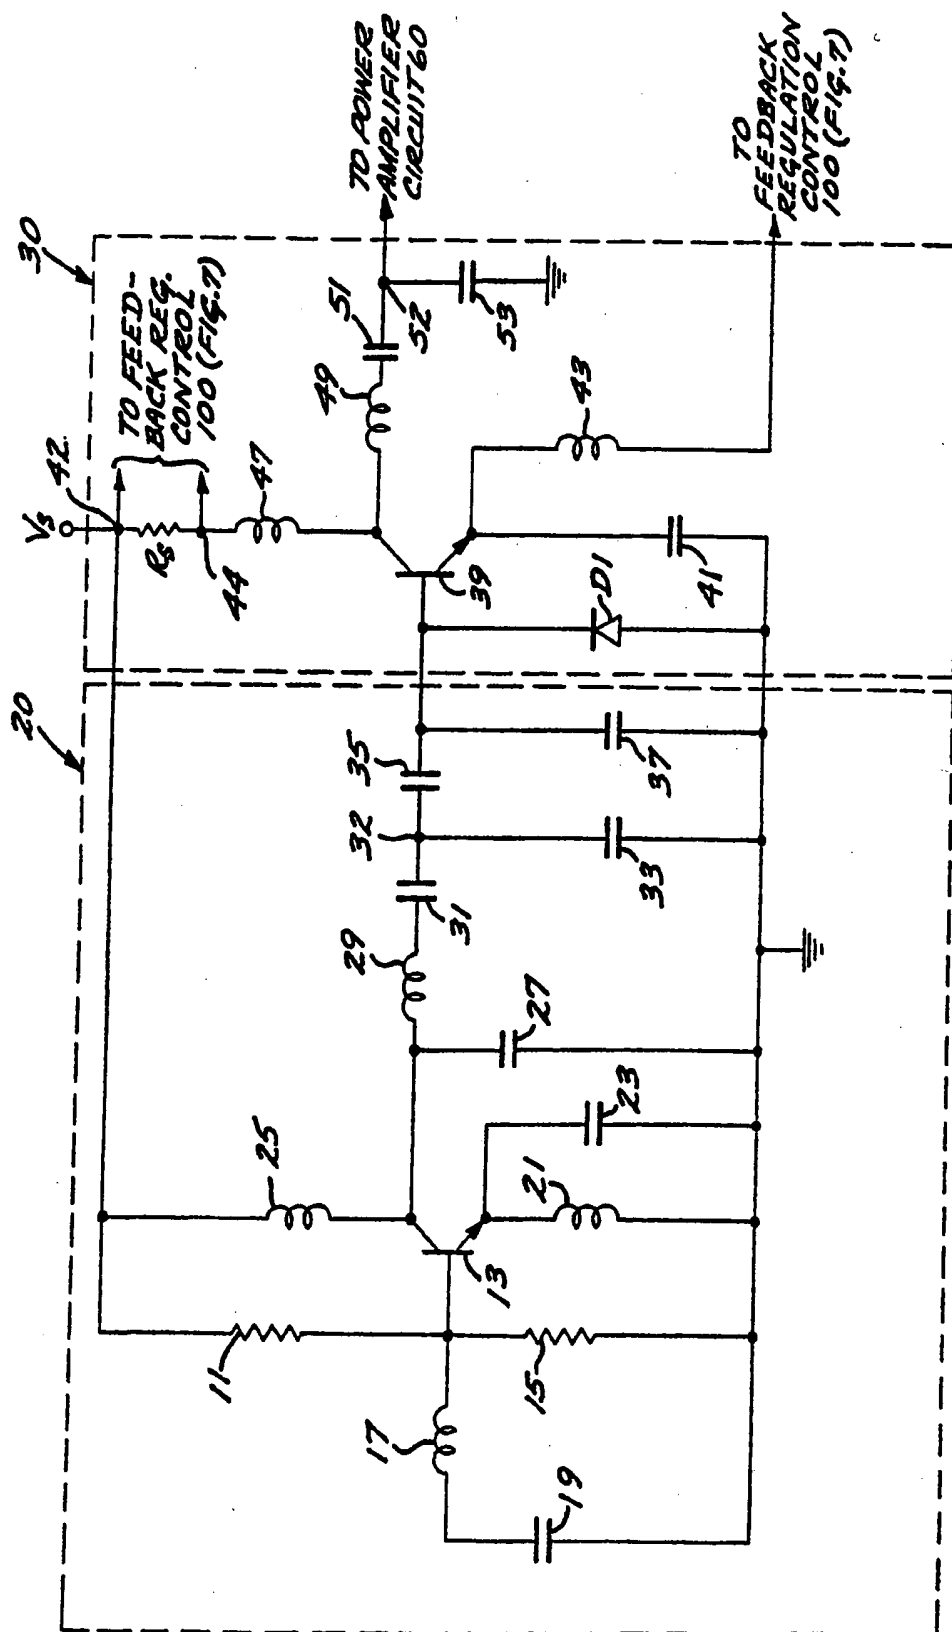 20
30
Vs
42
TO FEED-
BACK REG.
CONTROL
100 (FIG.7)
Rs
44
47
49
51
52
53
TO POWER
AMPLIFIER
CIRCUIT 60
25
11
13
17
19
15
21
23
27
29
31
32
33
35
37
39
D1
41
43
TO
FEEDBACK
REGULATION
CONTROL
100 (FIG.7)